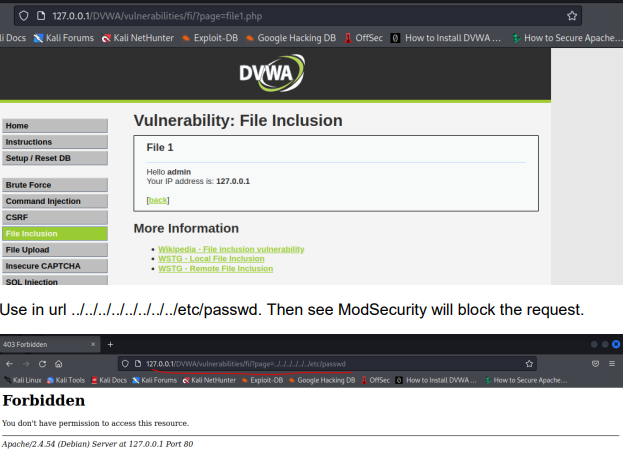 127.0.0.1/DVWA/vulnerabilities/fi/?page=file1.php
li Docs Kali Forums Kali NetHunter Exploit-DB Google Hacking DB OffSec How to Install DVWA ... How to Secure Apache...
DVWA
Home
Instructions
Setup / Reset DB
Brute Force
Command Injection
CSRF
File Inclusion
File Upload
Insecure CAPTCHA
SQL Injection
Vulnerability: File Inclusion
File 1
Hello admin
Your IP address is: 127.0.0.1
[back]
More Information
Wikipedia - File inclusion vulnerability
WSTG - Local File Inclusion
WSTG - Remote File Inclusion
Use in url ../../../../../../../../etc/passwd. Then see ModSecurity will block the request.
403 Forbidden
127.0.0.1/DVWA/vulnerabilities/fi/?page=../../../../../../etc/passwd
Kali Linux Kali Tools Kali Docs Kali Forums Kali NetHunter Exploit-DB Google Hacking DB OffSec How to Install DVWA ... How to Secure Apache...
Forbidden
You don't have permission to access this resource.
Apache/2.4.54 (Debian) Server at 127.0.0.1 Port 80